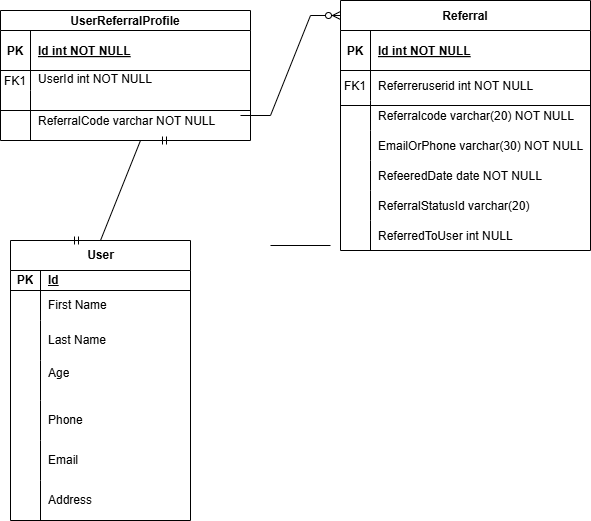 UserReferralProfile
PK Id int NOT NULL
FK1 UserId int NOT NULL
ReferralCode varchar NOT NULL
Referral
PK Id int NOT NULL
FK1 Referreruserid int NOT NULL
Referralcode varchar(20) NOT NULL
EmailOrPhone varchar(30) NOT NULL
RefeeredDate date NOT NULL
ReferralStatusId varchar(20)
ReferredToUser int NULL
User
PK Id
First Name
Last Name
Age
Phone
Email
Address